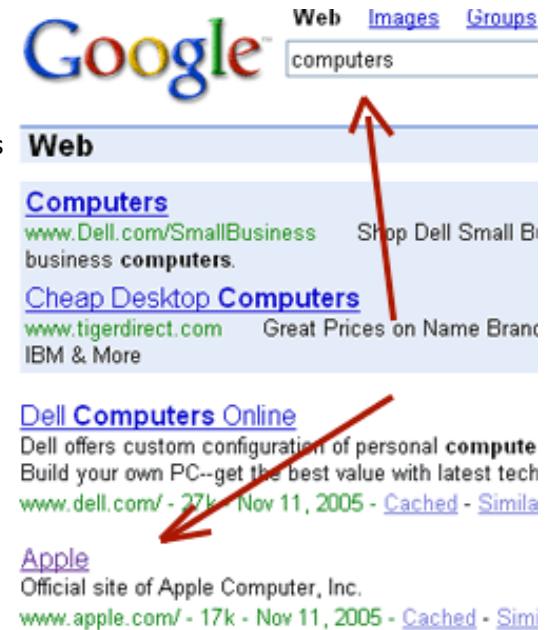 Web Images Groups
Google
computers
s
Web
Computers
www.Dell.com/SmallBusiness Shop Dell Small Bu
business computers.
Cheap Desktop Computers
www.tigerdirect.com Great Prices on Name Brand
IBM & More
Dell Computers Online
Dell offers custom configuration of personal compute
Build your own PC--get the best value with latest tech
www.dell.com/ - 27k - Nov 11, 2005 - Cached - Simila
Apple
Official site of Apple Computer, Inc.
www.apple.com/ - 17k - Nov 11, 2005 - Cached - Simi